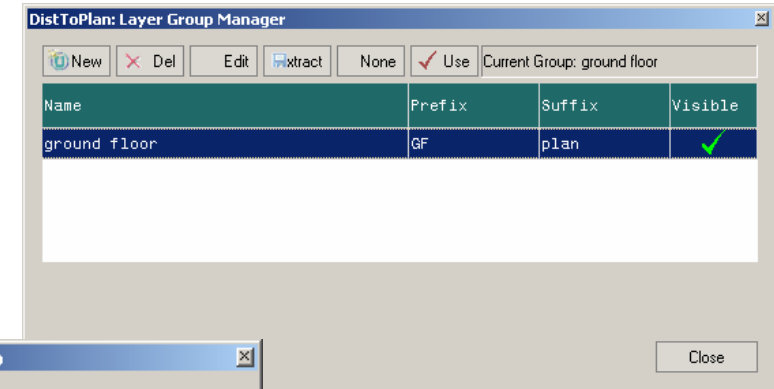 DistToPlan: Layer Group Manager
New Del Edit xtract None Use Current Group: ground floor
Name Prefix Suffix Visible
ground floor GF plan
Close